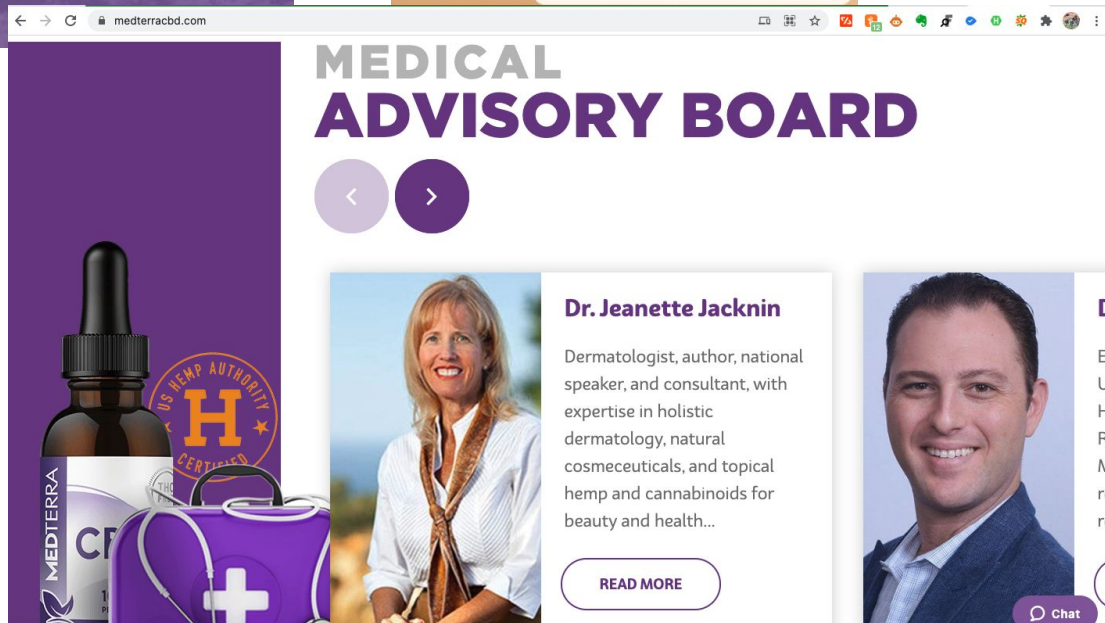 medterracbd.com
12
MEDICAL
ADVISORY BOARD
Dr. Jeanette Jacknin
Dermatologist, author, national
speaker, and consultant, with
expertise in holistic
dermatology, natural
cosmeceuticals, and topical
hemp and cannabinoids for
beauty and health...
READ MORE
US HEMP AUTHORITY
H
CERTIFIED
MEDTERRA
Chat